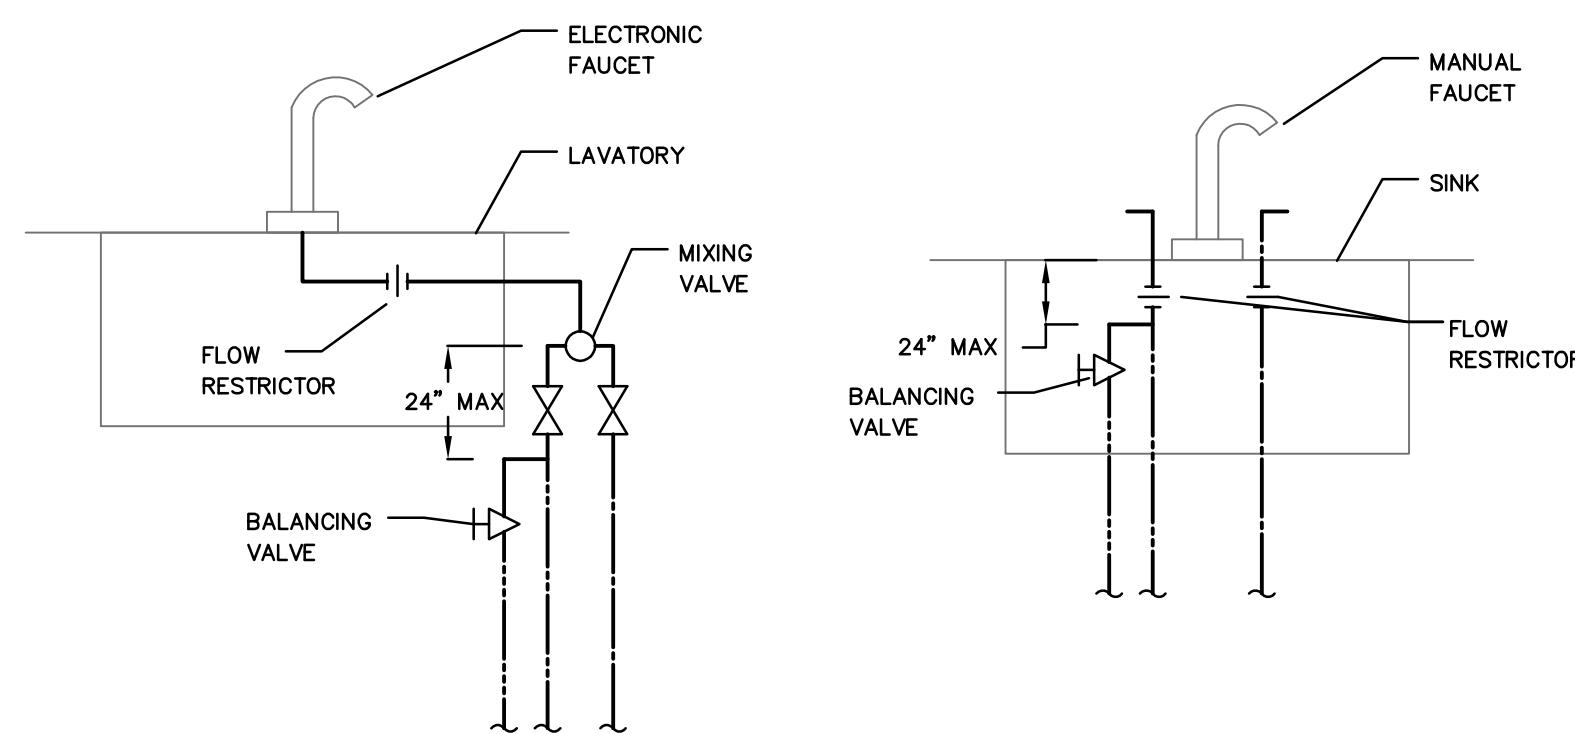 ELECTRONIC
FAUCET
LAVATORY
MIXING
VALVE
FLOW
RESTRICTOR
24" MAX
BALANCING
VALVE
MANUAL
FAUCET
SINK
FLOW
RESTRICTOR
24" MAX
BALANCING
VALVE